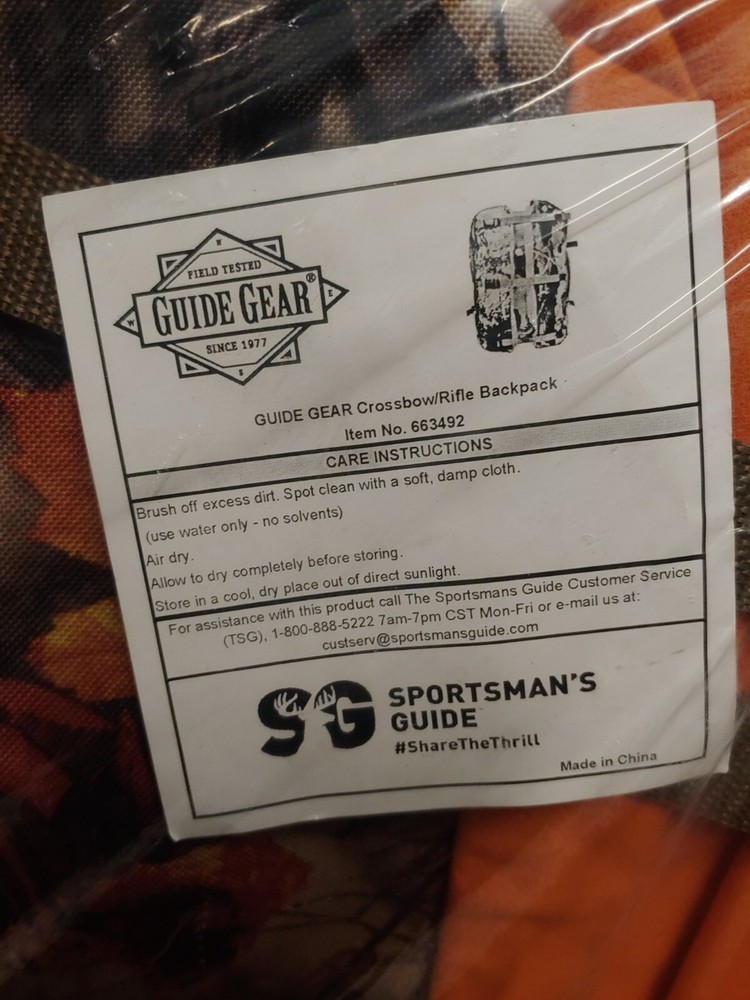 N
FIELD TESTED
W GUIDE GEAR® E
SINCE 1977
S
GUIDE GEAR Crossbow/Rifle Backpack
Item No. 663492
CARE INSTRUCTIONS
Brush off excess dirt. Spot clean with a soft, damp cloth.
(use water only - no solvents)
Air dry.
Allow to dry completely before storing.
Store in a cool, dry place out of direct sunlight.
For assistance with this product call The Sportsmans Guide Customer Service
(TSG), 1-800-888-5222 7am-7pm CST Mon-Fri or e-mail us at:
custserv@sportsmansguide.com
SG SPORTSMAN'S
GUIDE
#ShareTheThrill
Made in China